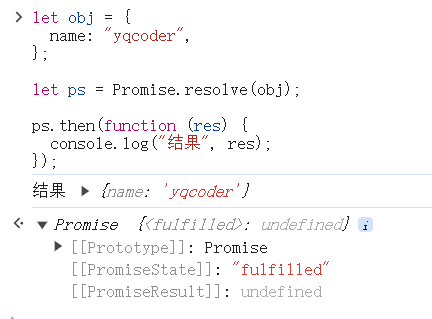 let obj = {
  name: "yqcoder",
};

let ps = Promise.resolve(obj);

ps.then(function (res) {
  console.log("结果", res);
});
结果 ▶ {name: 'yqcoder'}
▼ Promise {<fulfilled>: undefined} i
▶ [[Prototype]]: Promise
[[PromiseState]]: "fulfilled"
[[PromiseResult]]: undefined